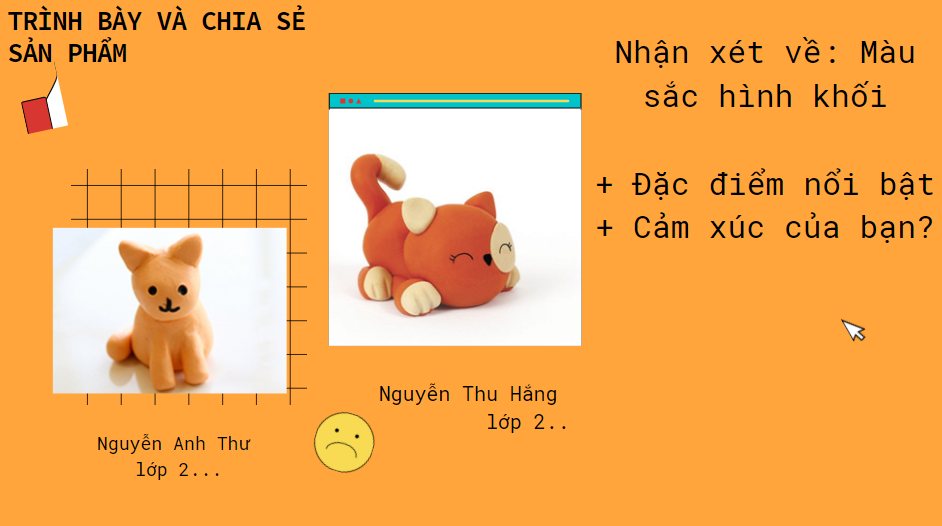 TRÌNH BÀY VÀ CHIA SẺ
SẢN PHẨM
Nhận xét về: Màu
sắc hình khối
+ Đặc điểm nổi bật
+ Cảm xúc của bạn?
Nguyễn Thu Hắng
lớp 2..
Nguyễn Anh Thư
lớp 2...